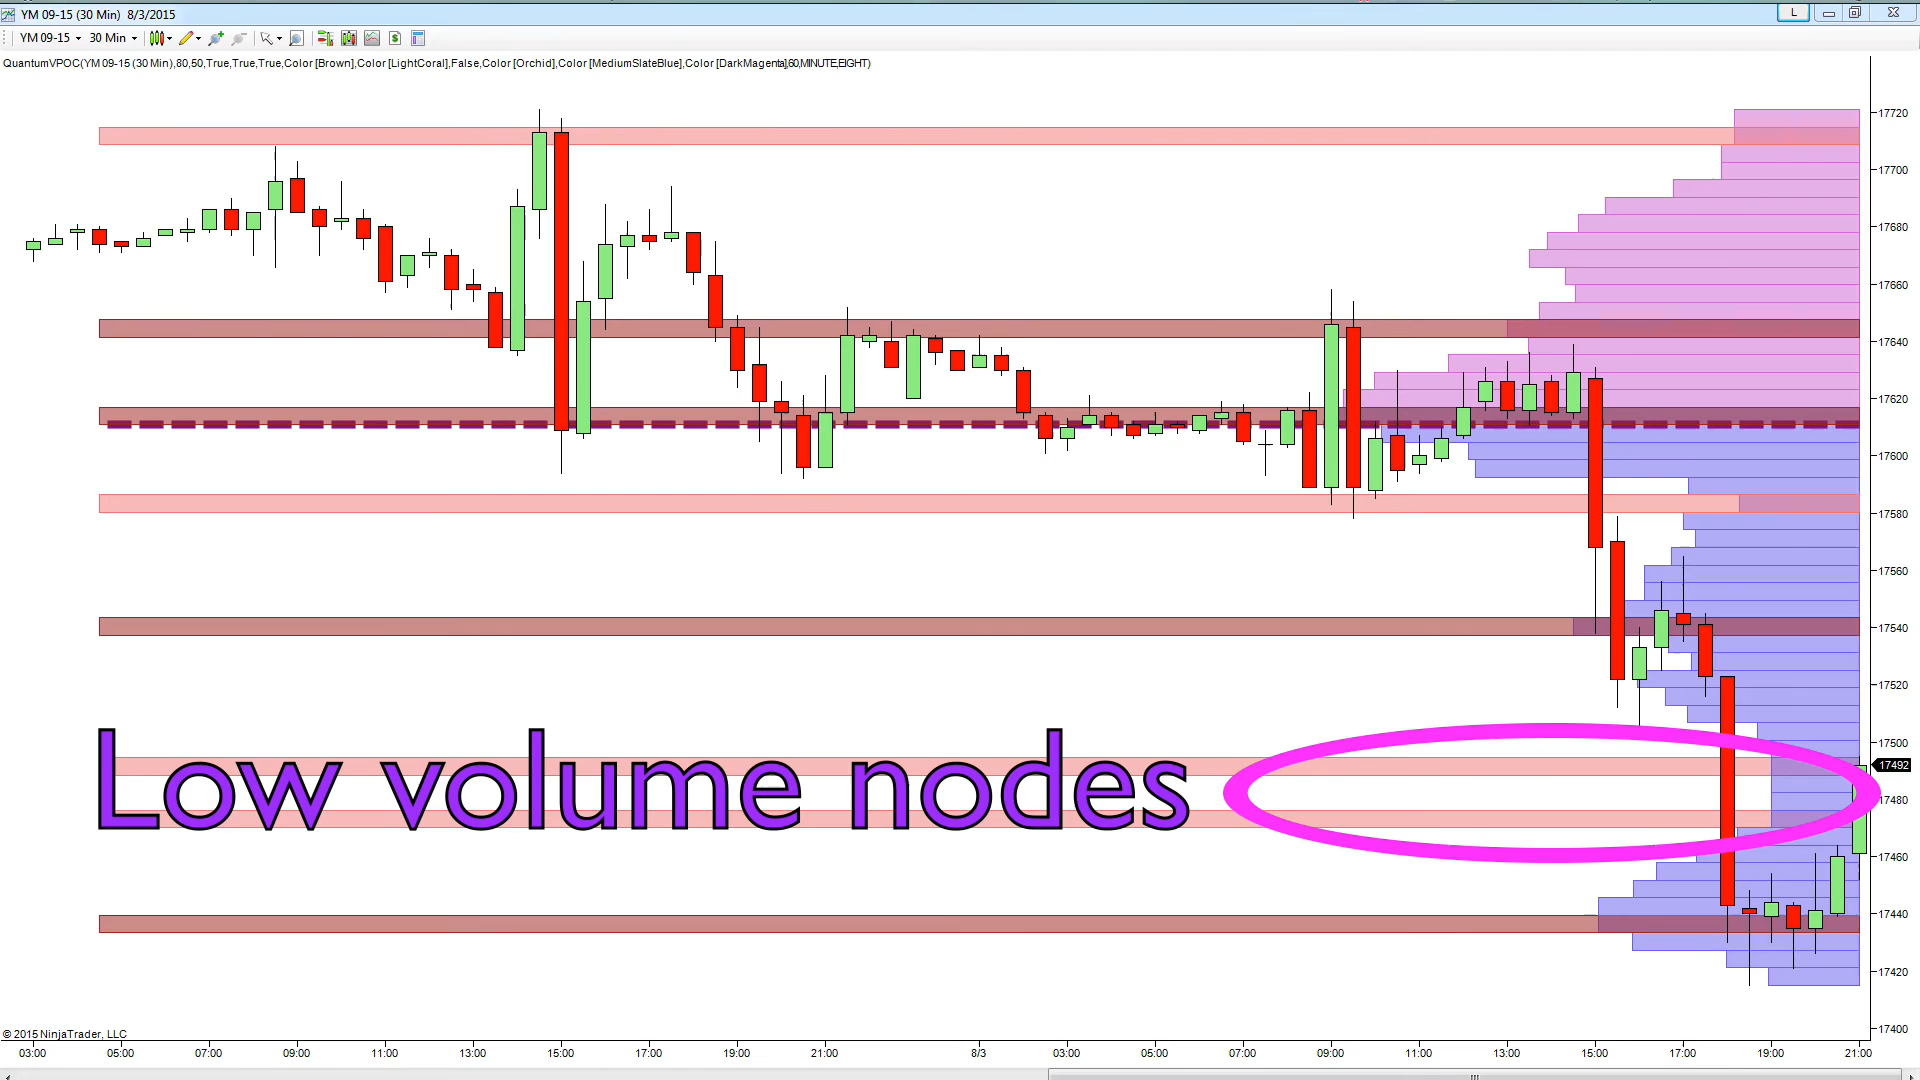 YM 09-15 (30 Min)  8/3/2015
L
YM 09-15 30 Min
QuantumVPOC(YM 09-15 (30 Min),80,50,True,True,True,Color [Brown],Color [LightCoral],False,Color [Orchid],Color [MediumSlateBlue],Color [DarkMagenta],60,MINUTE,EIGHT)
17720
17700
17680
17660
17640
17620
17600
17580
17560
17540
17520
17500
17492
Low volume nodes
17480
17460
17440
17420
17400
© 2015 NinjaTrader, LLC
03:00 05:00 07:00 09:00 11:00 13:00 15:00 17:00 19:00 21:00 8/3 03:00 05:00 07:00 09:00 11:00 13:00 15:00 17:00 19:00 21:00